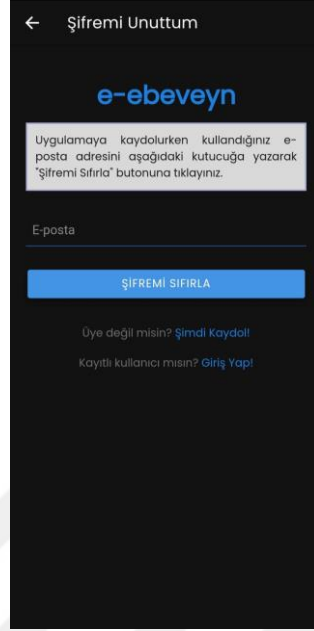 Şifremi Unuttum
e-ebeveyn
Uygulamaya kaydolurken kullandığınız e-
posta adresini aşağıdaki kutucuğa yazarak
"Şifremi Sıfırla" butonuna tıklayınız.
E-posta
ŞİFREMİ SIFIRLA
Üye değil misin? Şimdi Kaydol!
Kayıtlı kullanıcı mısın? Giriş Yap!